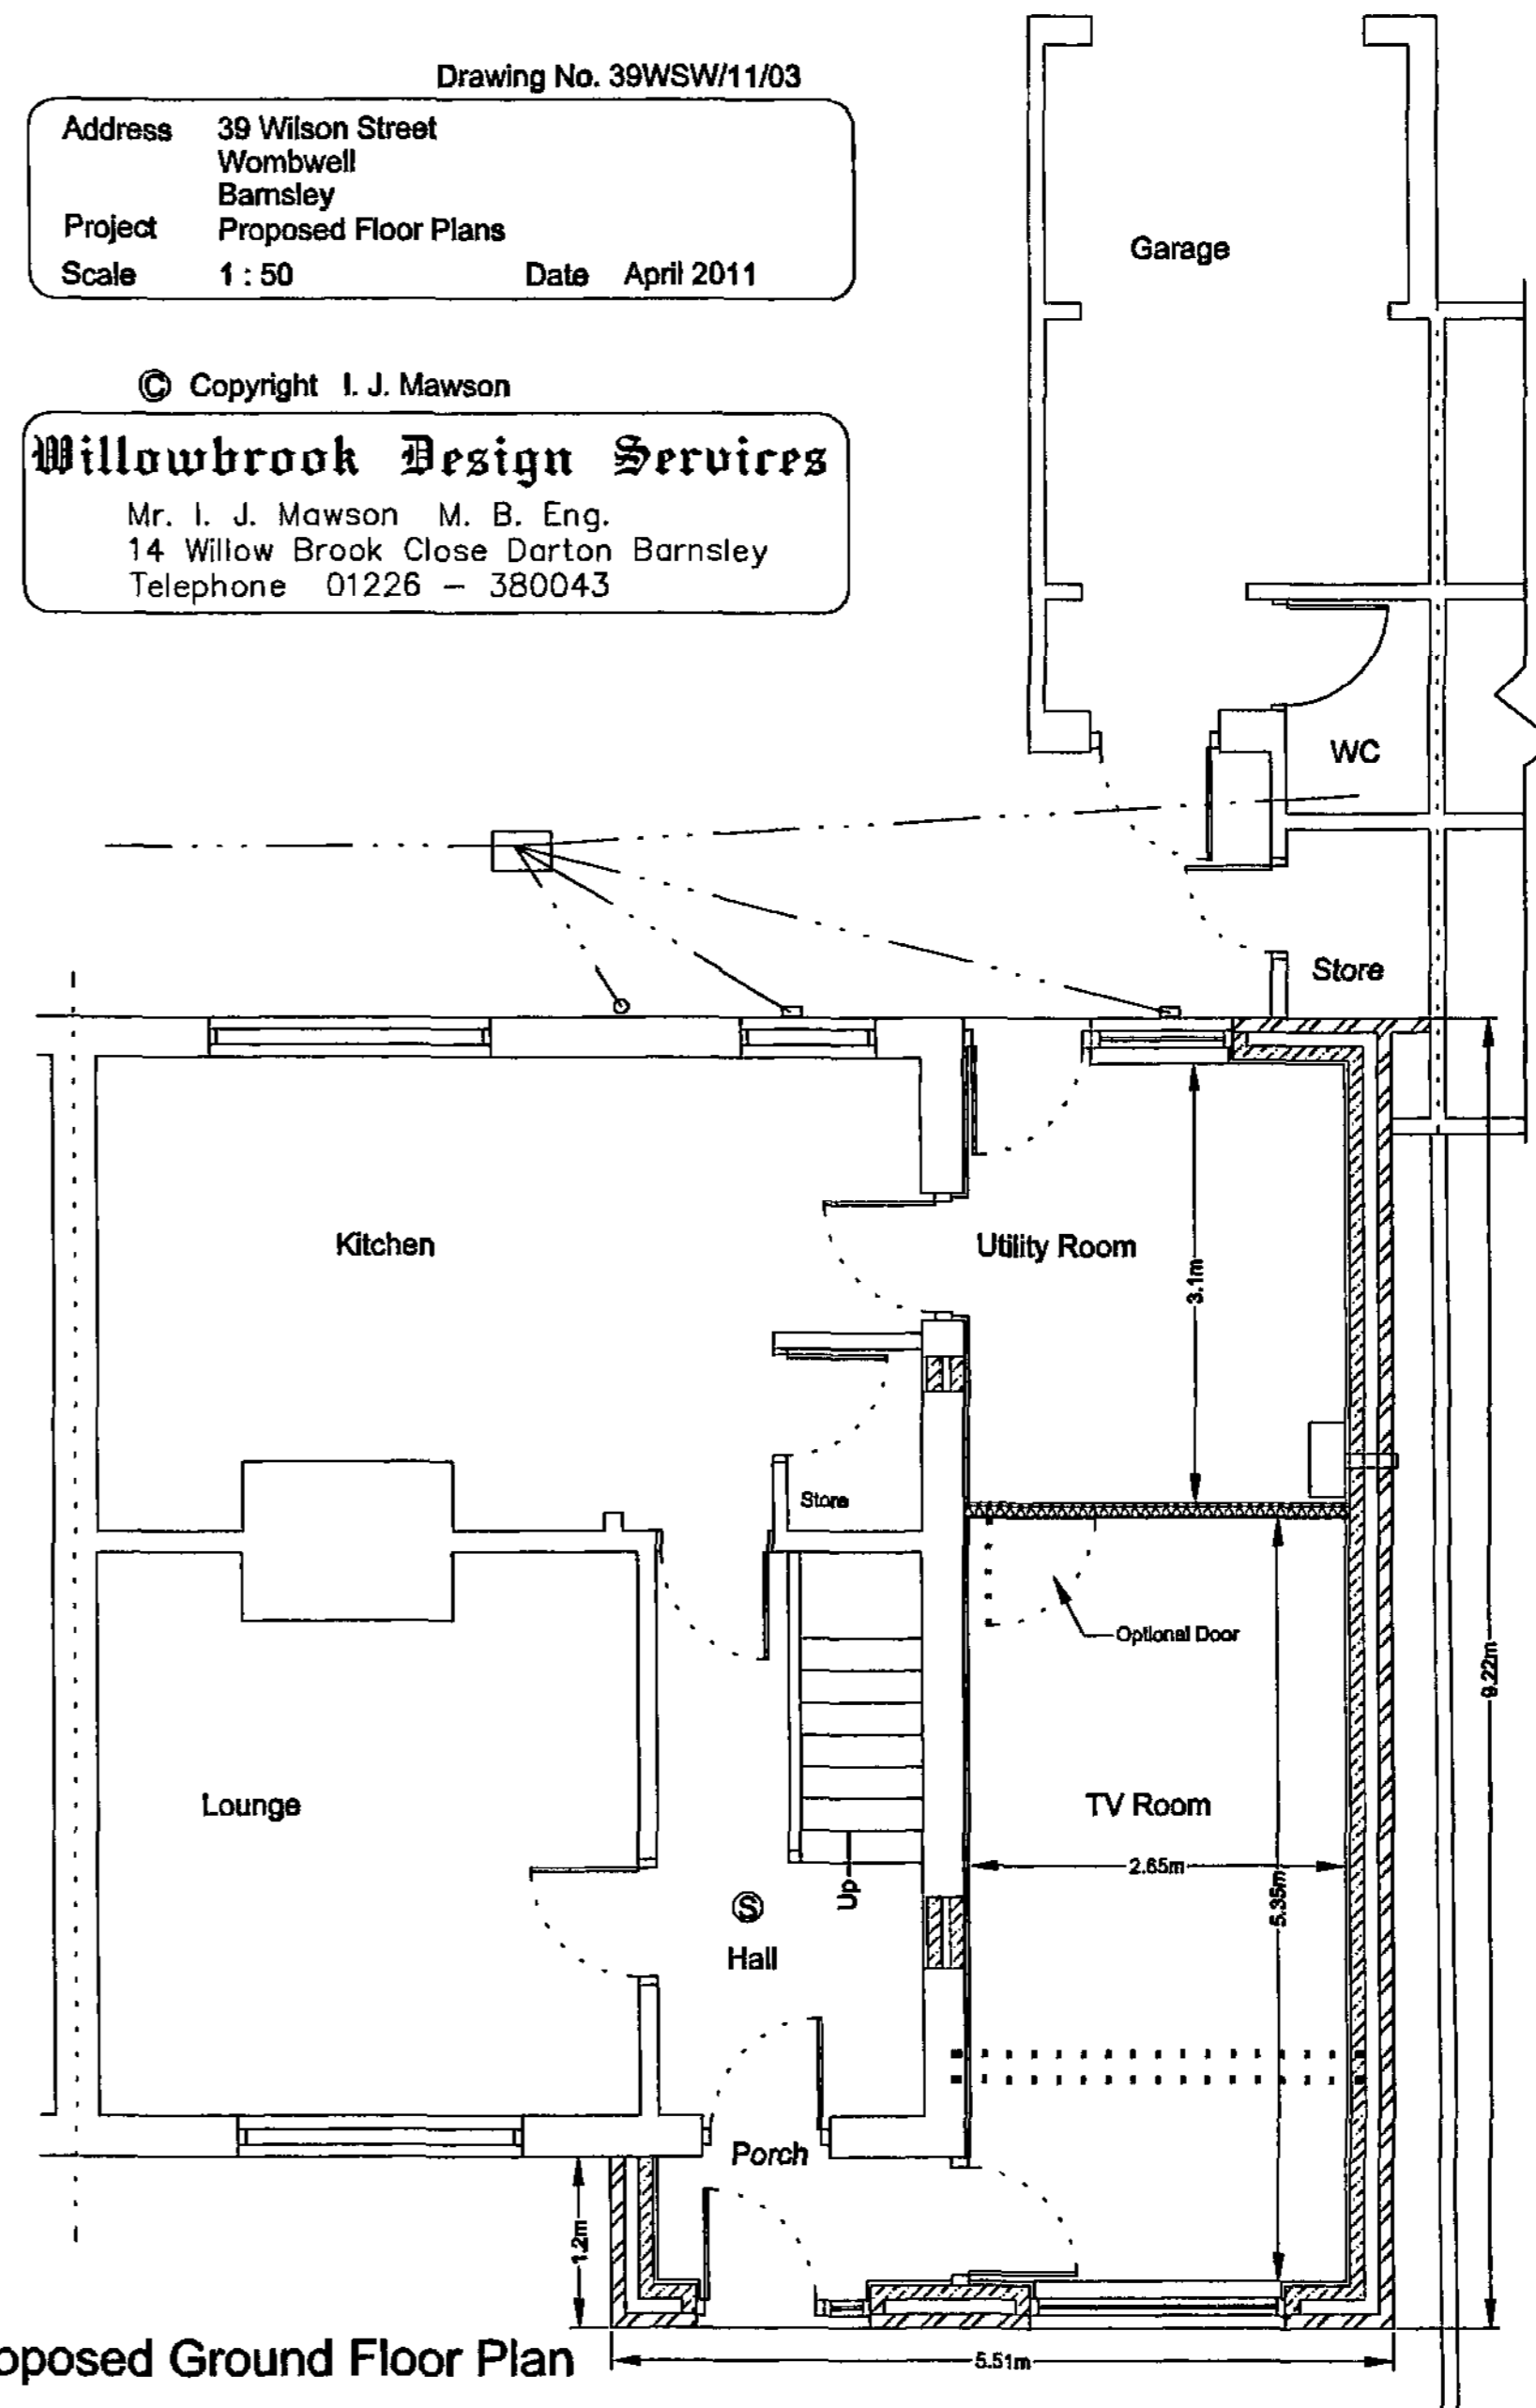 Drawing No. 39WSW/11/03
Address 39 Wilson Street
Wombwell
Barnsley
Project Proposed Floor Plans
Scale 1 : 50 Date April 2011
© Copyright I. J. Mawson
Willowbrook Design Services
Mr. I. J. Mawson M. B. Eng.
14 Willow Brook Close Darton Barnsley
Telephone 01226 – 380043
Garage
WC
Store
Kitchen
Utility Room
3.1m
Store
Optional Door
9.22m
Lounge
TV Room
2.65m
5.35m
Up
S
Hall
Porch
1.2m
oposed Ground Floor Plan
5.51m